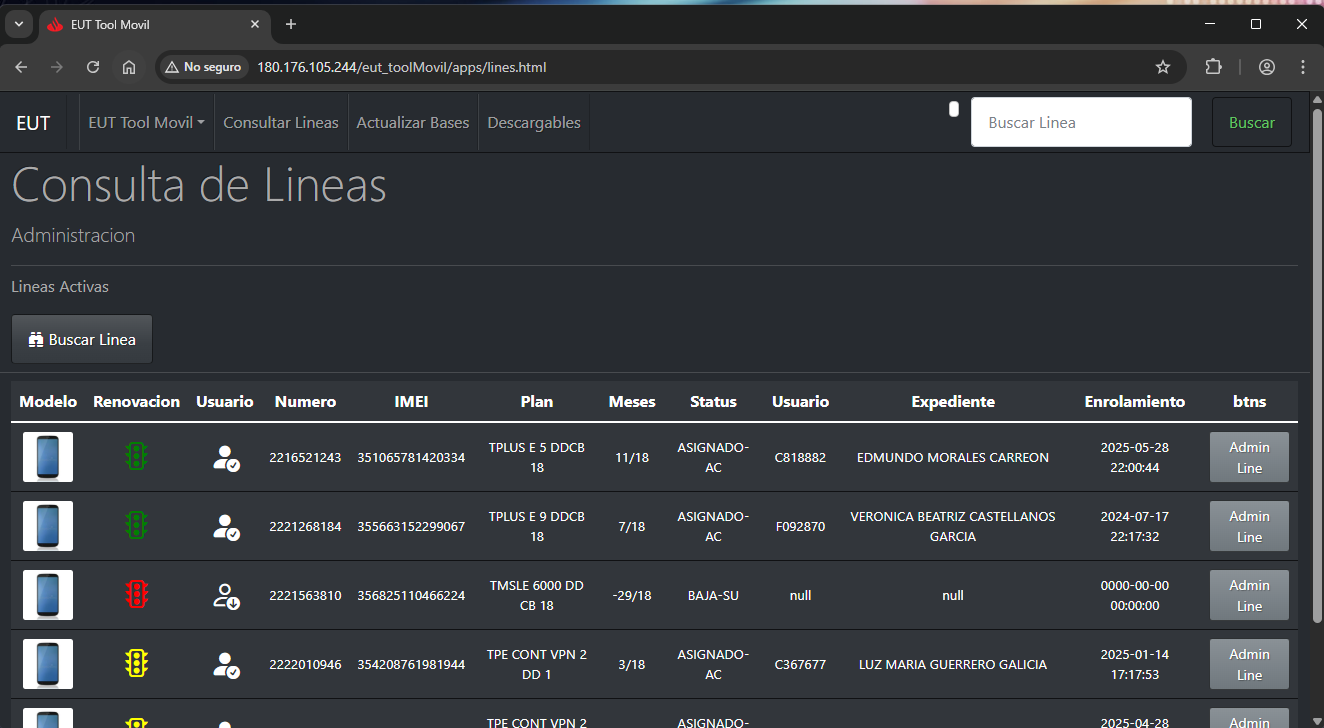 EUT Tool Movil
No seguro 180.176.105.244/eut_toolMovil/apps/lines.html
EUT EUT Tool Movil Consultar Lineas Actualizar Bases Descargables Buscar Linea Buscar
Consulta de Lineas
Administracion
Lineas Activas
Buscar Linea
Modelo Renovacion Usuario Numero IMEI Plan Meses Status Usuario Expediente Enrolamiento btns
2216521243 351065781420334 TPLUS E 5 DDCB 18 11/18 ASIGNADO-AC C818882 EDMUNDO MORALES CARREON 2025-05-28 22:00:44 Admin Line
2221268184 355663152299067 TPLUS E 9 DDCB 18 7/18 ASIGNADO-AC F092870 VERONICA BEATRIZ CASTELLANOS GARCIA 2024-07-17 22:17:32 Admin Line
2221563810 356825110466224 TMSLE 6000 DD CB 18 -29/18 BAJA-SU null null 0000-00-00 00:00:00 Admin Line
2222010946 354208761981944 TPE CONT VPN 2 DD 1 3/18 ASIGNADO-AC C367677 LUZ MARIA GUERRERO GALICIA 2025-01-14 17:17:53 Admin Line
TPE CONT VPN 2 ASIGNADO- 2025-04-28 Admin